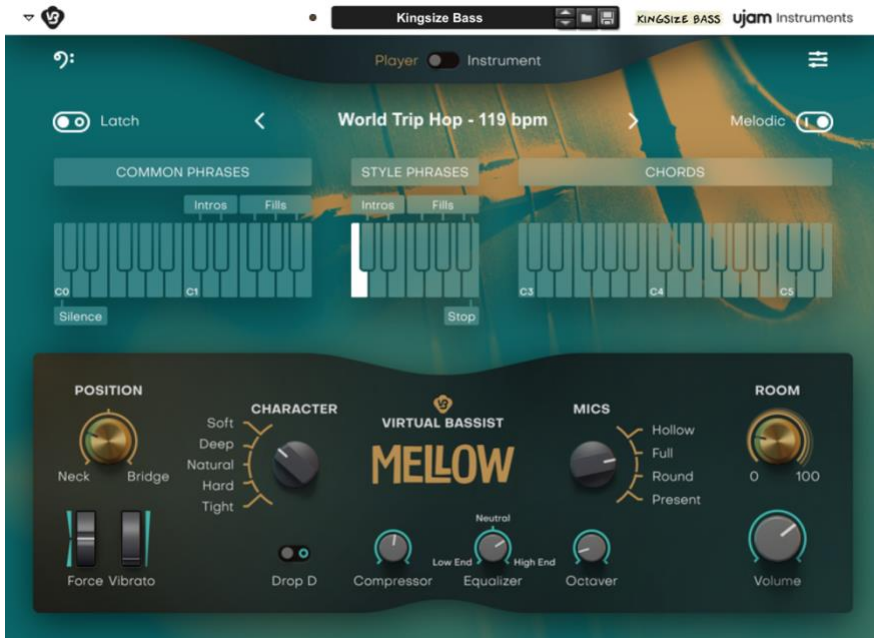 Kingsize Bass
KINGSIZE BASS
ujam Instruments
Player Instrument
Latch
World Trip Hop - 119 bpm
Melodic
COMMON PHRASES
STYLE PHRASES
CHORDS
Intros Fills
Intros Fills
C0 C1
C3 C4 C5
Silence
Stop
POSITION
Neck Bridge
Force Vibrato
CHARACTER
Soft
Deep
Natural
Hard
Tight
Drop D
VIRTUAL BASSIST
MELLOW
Compressor
Neutral
Low End High End
Equalizer
Octaver
MICS
Hollow
Full
Round
Present
ROOM
0 100
Volume